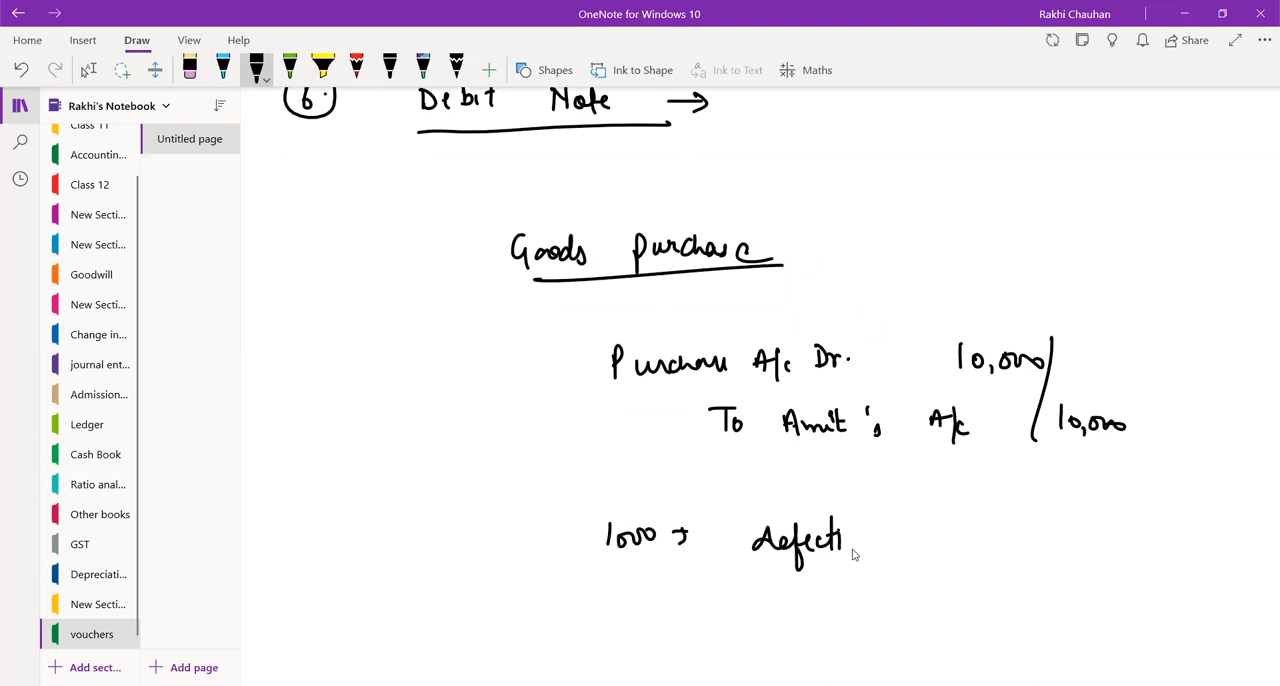 OneNote for Windows 10
Rakhi Chauhan
Home Insert Draw View Help
Share
Shapes Ink to Shape Ink to Text Maths
Rakhi's Notebook
Untitled page
Class 11
Accountin...
Class 12
New Secti...
New Secti...
Goodwill
New Secti...
Change in...
journal ent...
Admission...
Ledger
Cash Book
Ratio anal...
Other books
GST
Depreciati...
New Secti...
vouchers
Add sect...
Add page
6. Debit Note →
Goods Purchase
Purchase A/c Dr. 10,000
To Amit's A/c 10,000
1000 → defecti